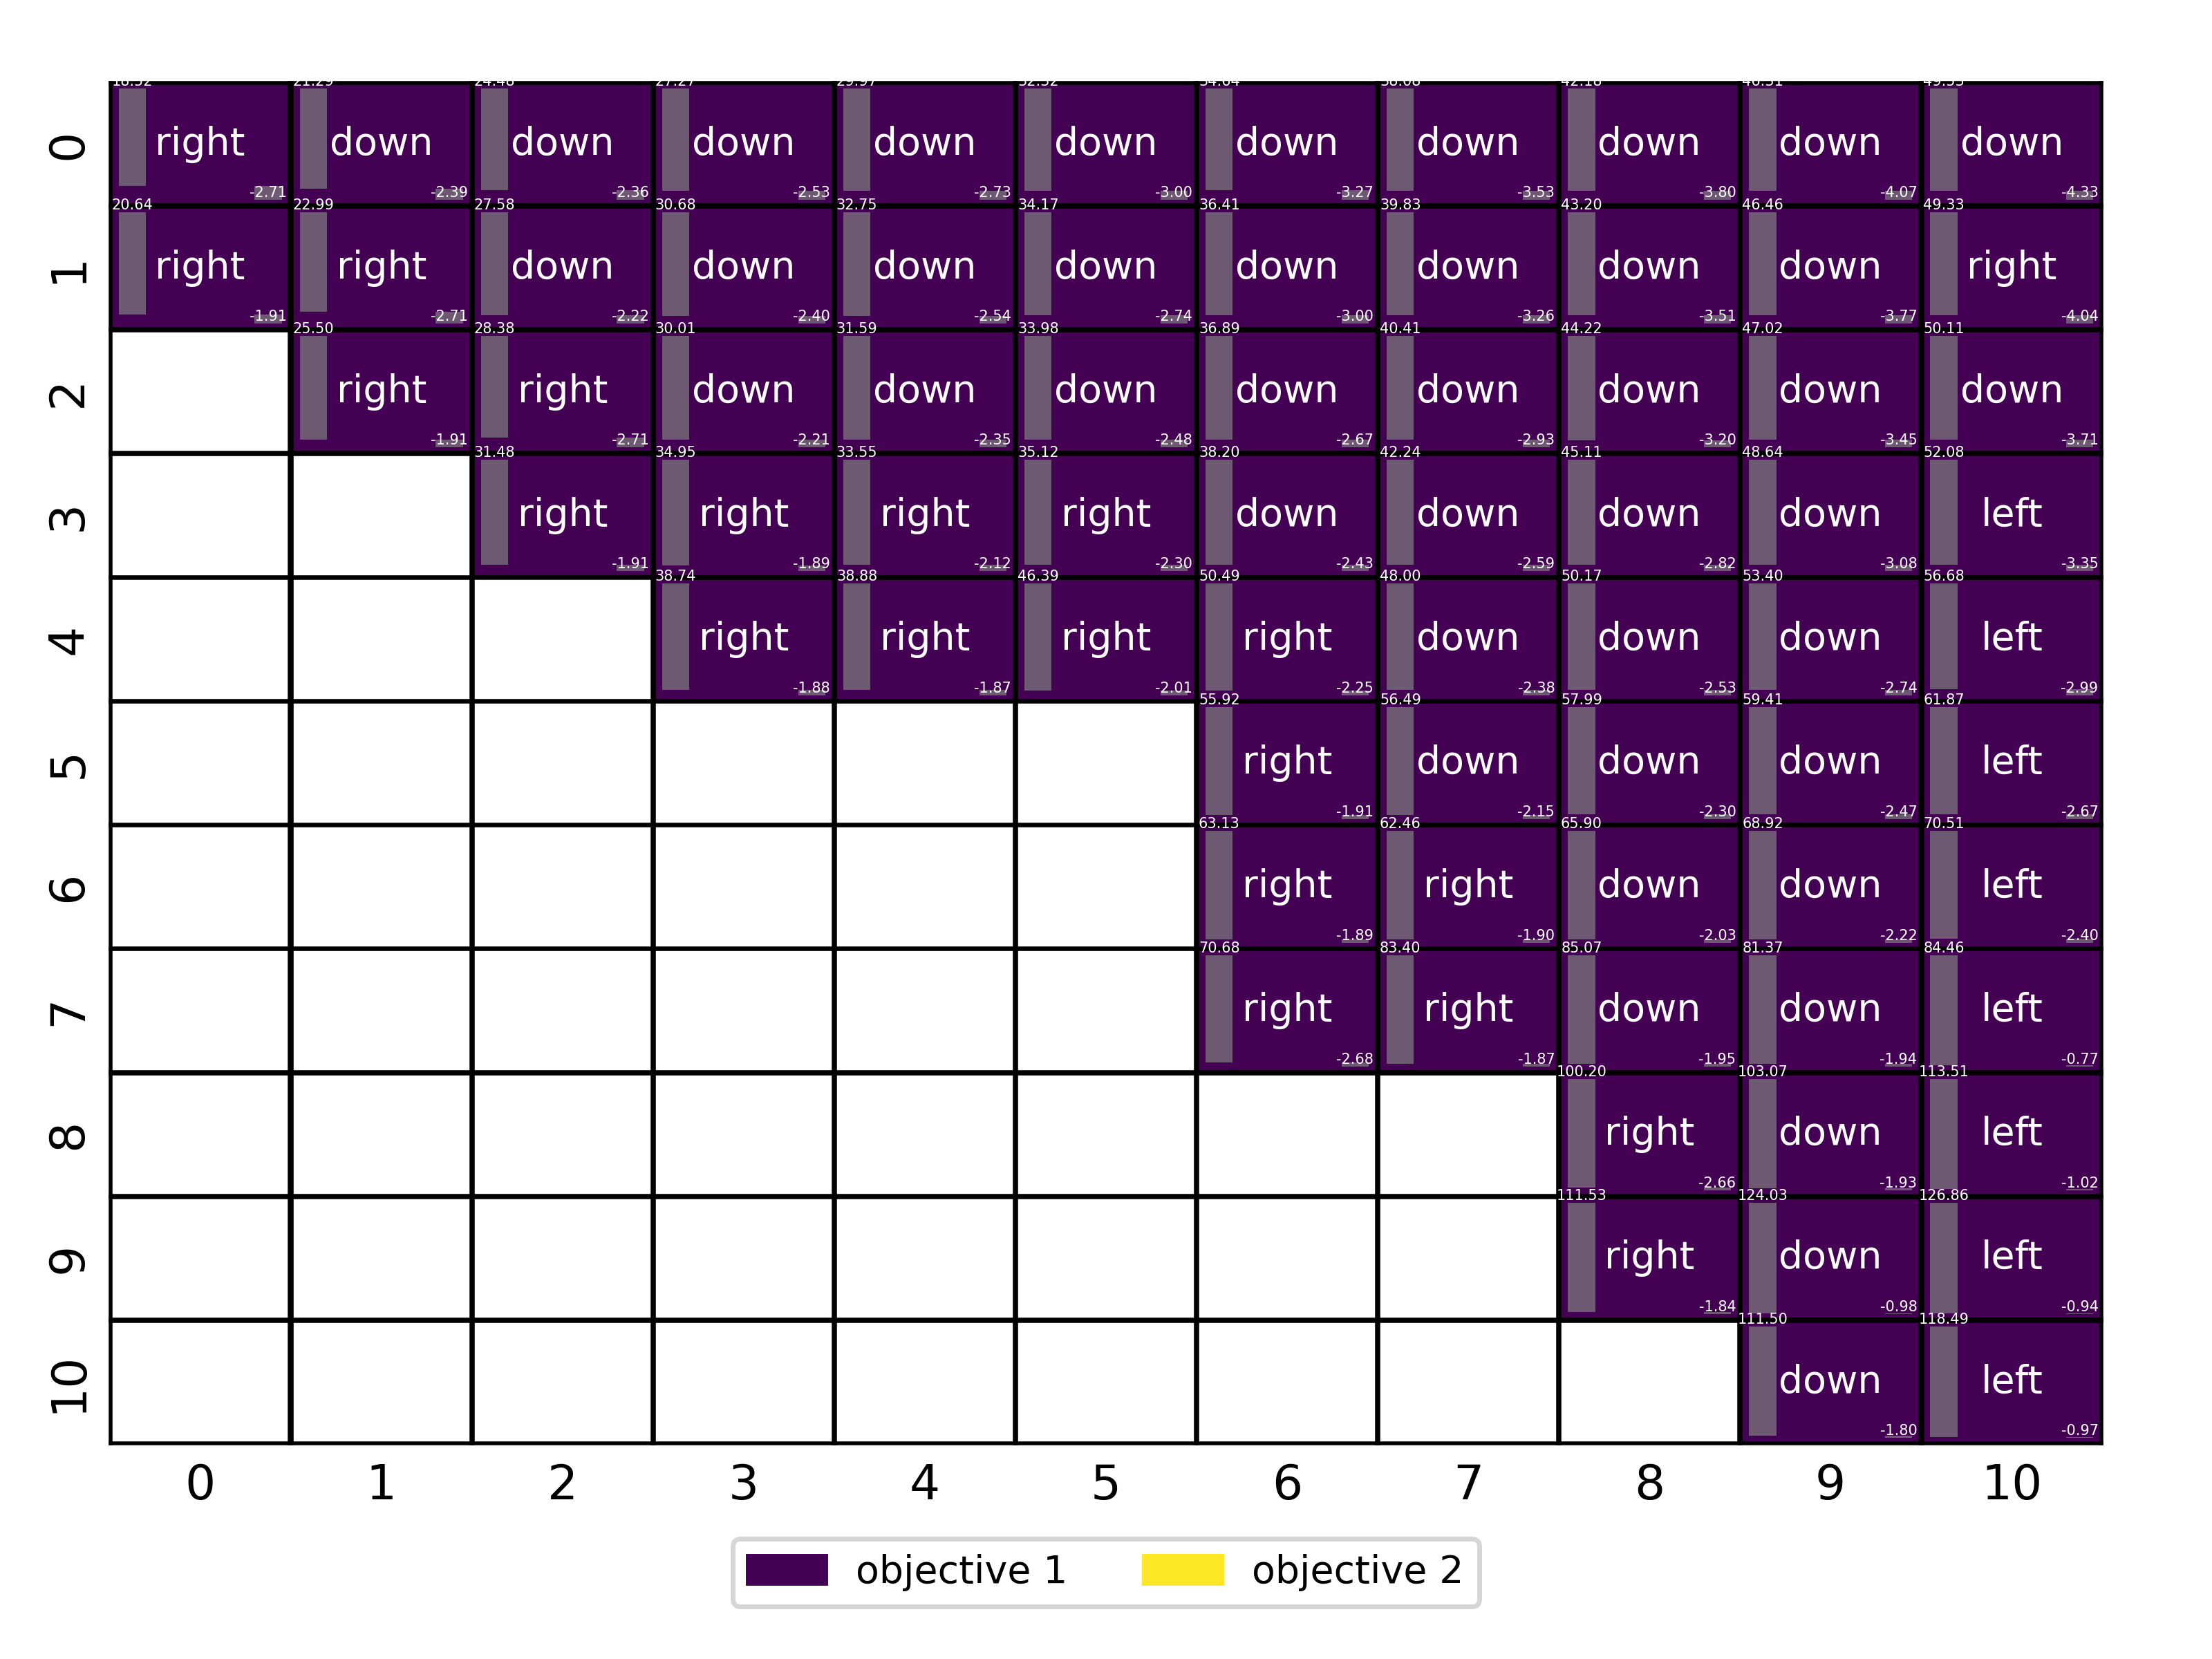 0 right down down down down down down down down down down
-2.71 -2.39 -2.36 -2.53 -2.73 -3.00 -3.27 -3.53 -3.80 -4.07 -4.33
20.64 22.99 27.58 30.68 32.75 34.17 36.41 39.83 43.20 46.46 49.33
1 right right down down down down down down down down right
-1.91 -2.71 -2.22 -2.40 -2.54 -2.74 -3.00 -3.26 -3.51 -3.77 -4.04
25.50 28.38 30.01 31.59 33.98 36.89 40.41 44.22 47.02 50.11
2 right right down down down down down down down down
-1.91 -2.71 -2.21 -2.35 -2.48 -2.67 -2.93 -3.20 -3.45 -3.71
31.48 34.95 33.55 35.12 38.20 42.24 45.11 48.64 52.08
3 right right right right down down down down left
-1.91 -1.89 -2.12 -2.30 -2.43 -2.59 -2.82 -3.08 -3.35
38.74 38.88 46.39 50.49 48.00 50.17 53.40 56.68
4 right right right right down down down left
-1.88 -1.87 -2.01 -2.25 -2.38 -2.53 -2.74 -2.99
55.92 56.49 57.99 59.41 61.87
5 right down down down left
-1.91 -2.15 -2.30 -2.47 -2.67
63.13 62.46 65.90 68.92 70.51
6 right right down down left
-1.89 -1.90 -2.03 -2.22 -2.40
70.68 83.40 85.07 81.37 84.46
7 right right down down left
-2.68 -1.87 -1.95 -1.94 -0.77
100.20 103.07 113.51
8 right down left
-2.66 -1.93 -1.02
111.53 124.03 126.86
9 right down left
-1.84 -0.98 -0.94
111.50 118.49
10 down left
-1.80 -0.97
0 1 2 3 4 5 6 7 8 9 10
objective 1 objective 2